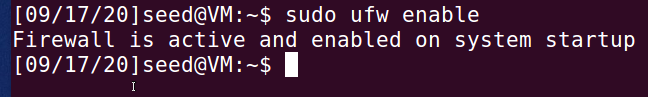 [09/17/20]seed@VM:~$ sudo ufw enable
Firewall is active and enabled on system startup
[09/17/20]seed@VM:~$